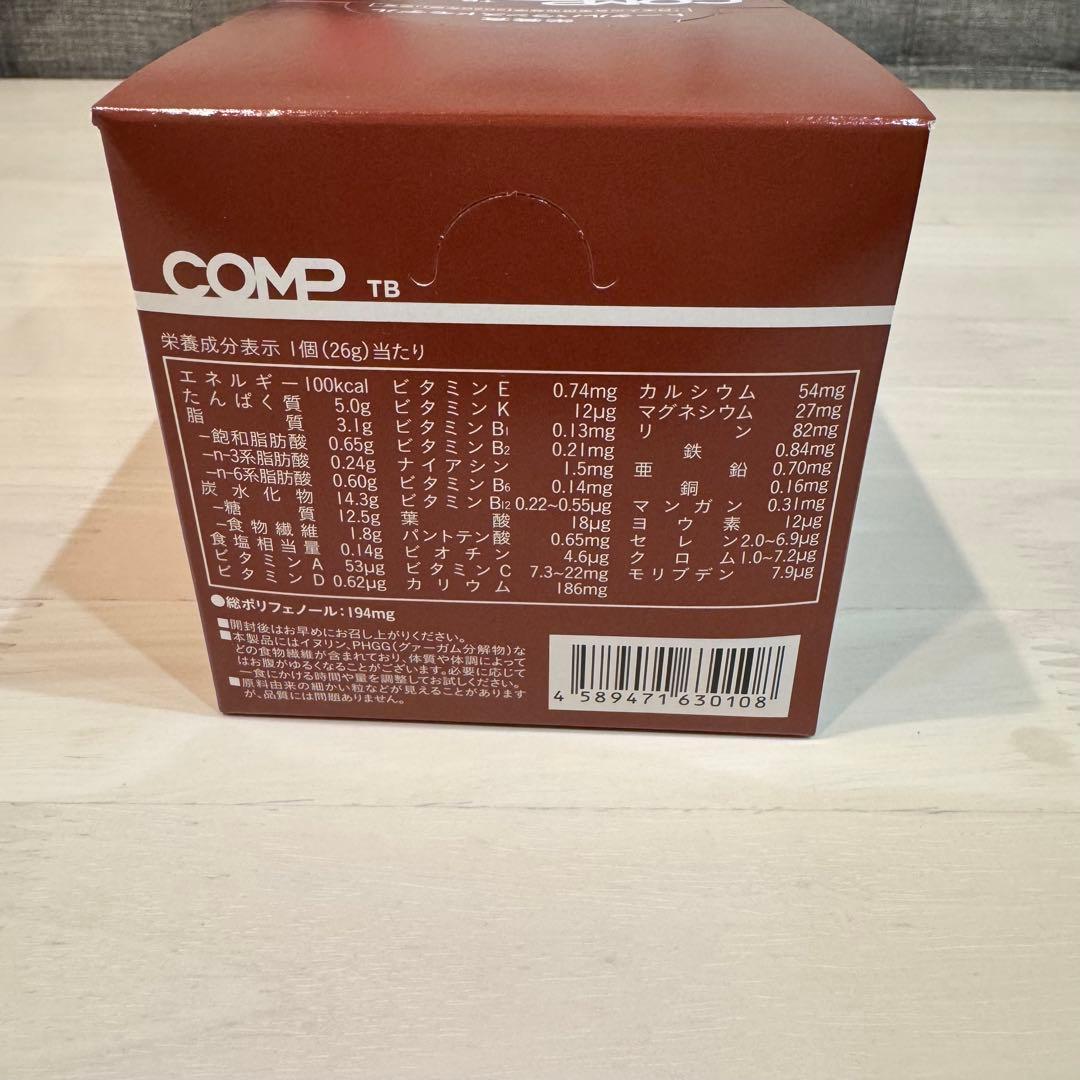 COMP TB
栄養成分表示 1個(26g)当たり
エネルギー 100kcal
たんぱく質 5.0g
脂質 3.1g
-飽和脂肪酸 0.65g
-n-3系脂肪酸 0.24g
-n-6系脂肪酸 0.60g
炭水化物 14.3g
-糖質 12.5g
-食物繊維 1.8g
食塩相当量 0.14g
ビタミンA 53µg
ビタミンD 0.62µg
ビタミンE 0.74mg
ビタミンK 12µg
ビタミンB1 0.13mg
ビタミンB2 0.21mg
ナイアシン 1.5mg
ビタミンB6 0.14mg
ビタミンB12 0.22~0.55µg
葉酸 18µg
パントテン酸 0.65mg
ビオチン 4.6µg
ビタミンC 7.3~22mg
カリウム 186mg
カルシウム 54mg
マグネシウム 27mg
リン 82mg
鉄 0.84mg
亜鉛 0.70mg
銅 0.16mg
マンガン 0.31mg
ヨウ素 12µg
セレン 2.0~6.9µg
クロム 1.0~7.2µg
モリブデン 7.9µg
●総ポリフェノール:194mg
■開封後はお早めにお召し上がりください。
■本製品にはイヌリン、PHGG(グァーガム分解物)な
どの食物繊維が含まれており、体質や体調によって
はお腹がゆるくなることがございます。必要に応じて
一食にかける時間や量を調整してお試しください。
■原料由来の細かい粒などが見えることがあります
が、品質には問題ありません。
4 589471 630108